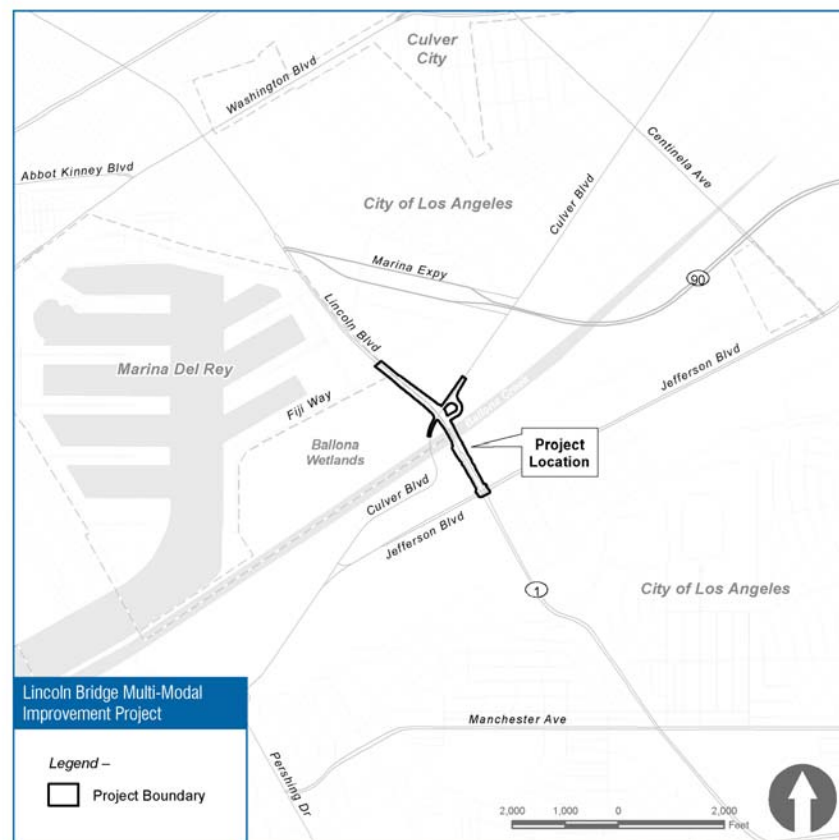 Culver
City
Washington Blvd
Centinela Ave
Abbot Kinney Blvd
Culver Blvd
City of Los Angeles
Marina Expy
90
Lincoln Blvd
Jefferson Blvd
Marina Del Rey
Fiji Way
Ballona Creek
Ballona
Wetlands
Project
Location
Culver Blvd
Jefferson Blvd
1
City of Los Angeles
Lincoln Bridge Multi-Modal
Improvement Project
Manchester Ave
Legend –
Project Boundary
Pershing Dr
2,000 1,000 0 2,000
Feet